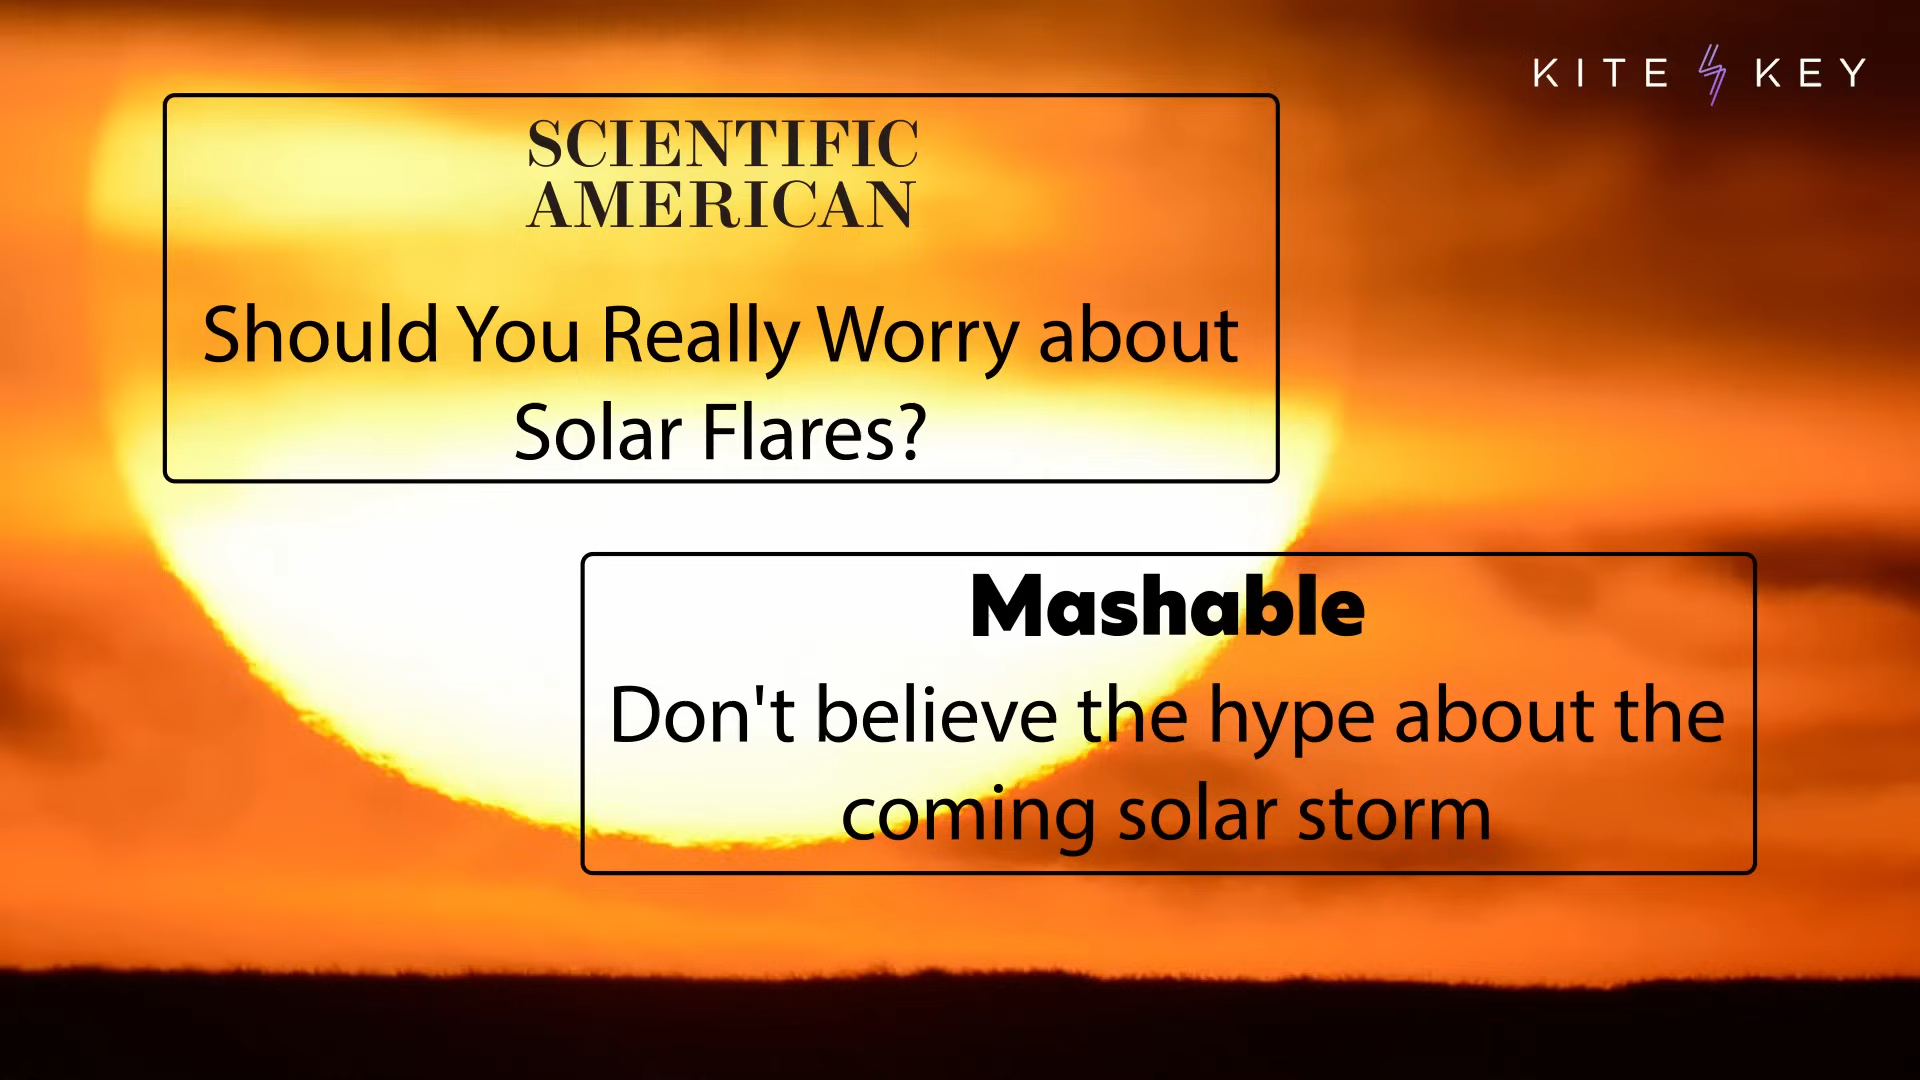 KITE KEY
SCIENTIFIC
AMERICAN
Should You Really Worry about
Solar Flares?
Mashable
Don't believe the hype about the
coming solar storm